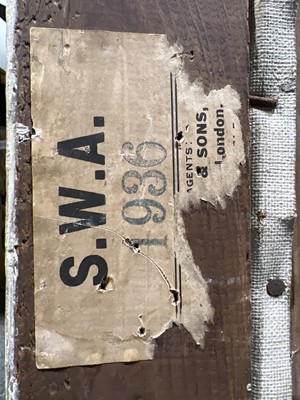 S.W.A.
1936
AGENTS:
& SONS,
London.